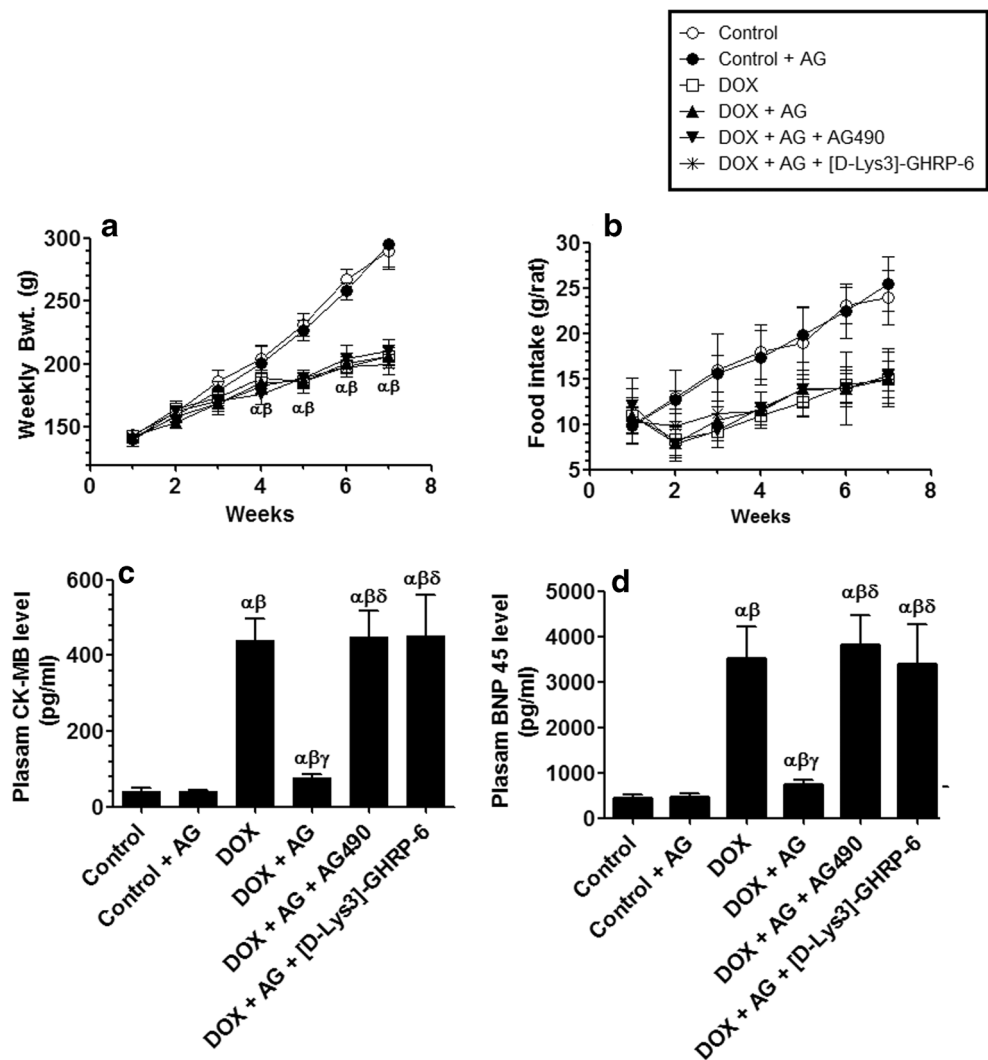 Control
Control + AG
DOX
DOX + AG
DOX + AG + AG490
DOX + AG + [D-Lys3]-GHRP-6
a
Weekly Bwt. (g)
300
250
200
150
αβ αβ αβ αβ
0 2 4 6 8
Weeks
b
Food intake (g/rat)
30
25
20
15
10
5
0 2 4 6 8
Weeks
c
Plasam CK-MB level
(pg/ml)
600
400
200
0
αβ
αβγ
αβδ
αβδ
Control
Control + AG
DOX
DOX + AG
DOX + AG + AG490
DOX + AG + [D-Lys3]-GHRP-6
d
Plasam BNP 45 level
(pg/ml)
5000
4000
3000
2000
1000
0
αβ
αβγ
αβδ
αβδ
Control
Control + AG
DOX
DOX + AG
DOX + AG + AG490
DOX + AG + [D-Lys3]-GHRP-6